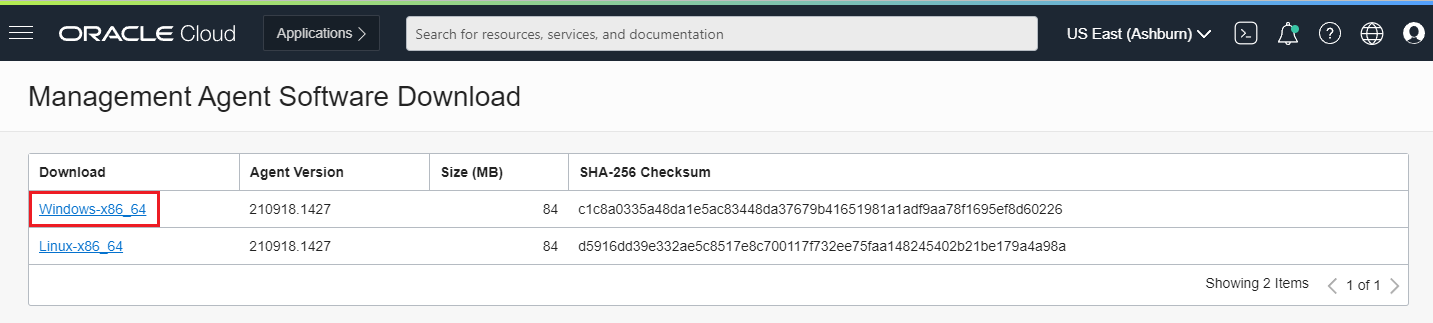 ORACLE Cloud Applications Search for resources, services, and documentation US East (Ashburn)
Management Agent Software Download
Download Agent Version Size (MB) SHA-256 Checksum
Windows-x86_64 210918.1427 84 c1c8a0335a48da1e5ac83448da37679b41651981a1adf9aa78f1695ef8d60226
Linux-x86_64 210918.1427 84 d5916dd39e332ae5c8517e8c700117f732ee75faa148245402b21be179a4a98a
Showing 2 Items 1 of 1